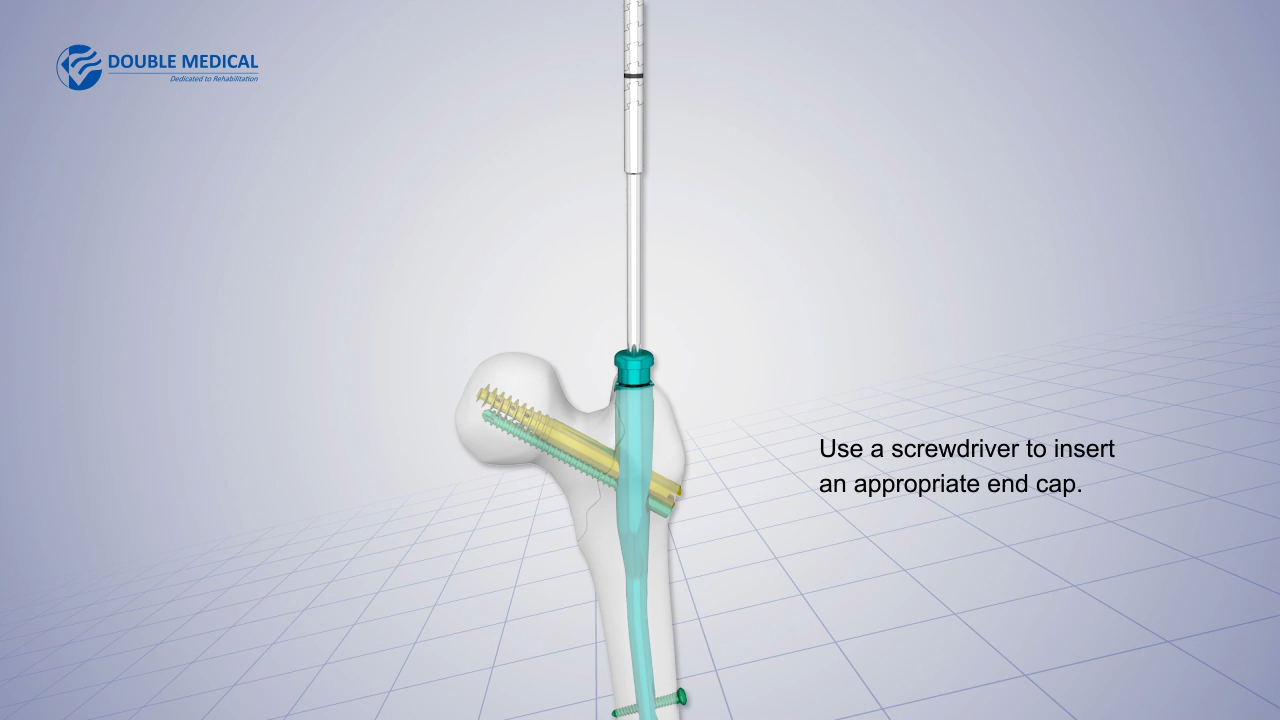 DOUBLE MEDICAL
Dedicated to Rehabilitation
Use a screwdriver to insert
an appropriate end cap.